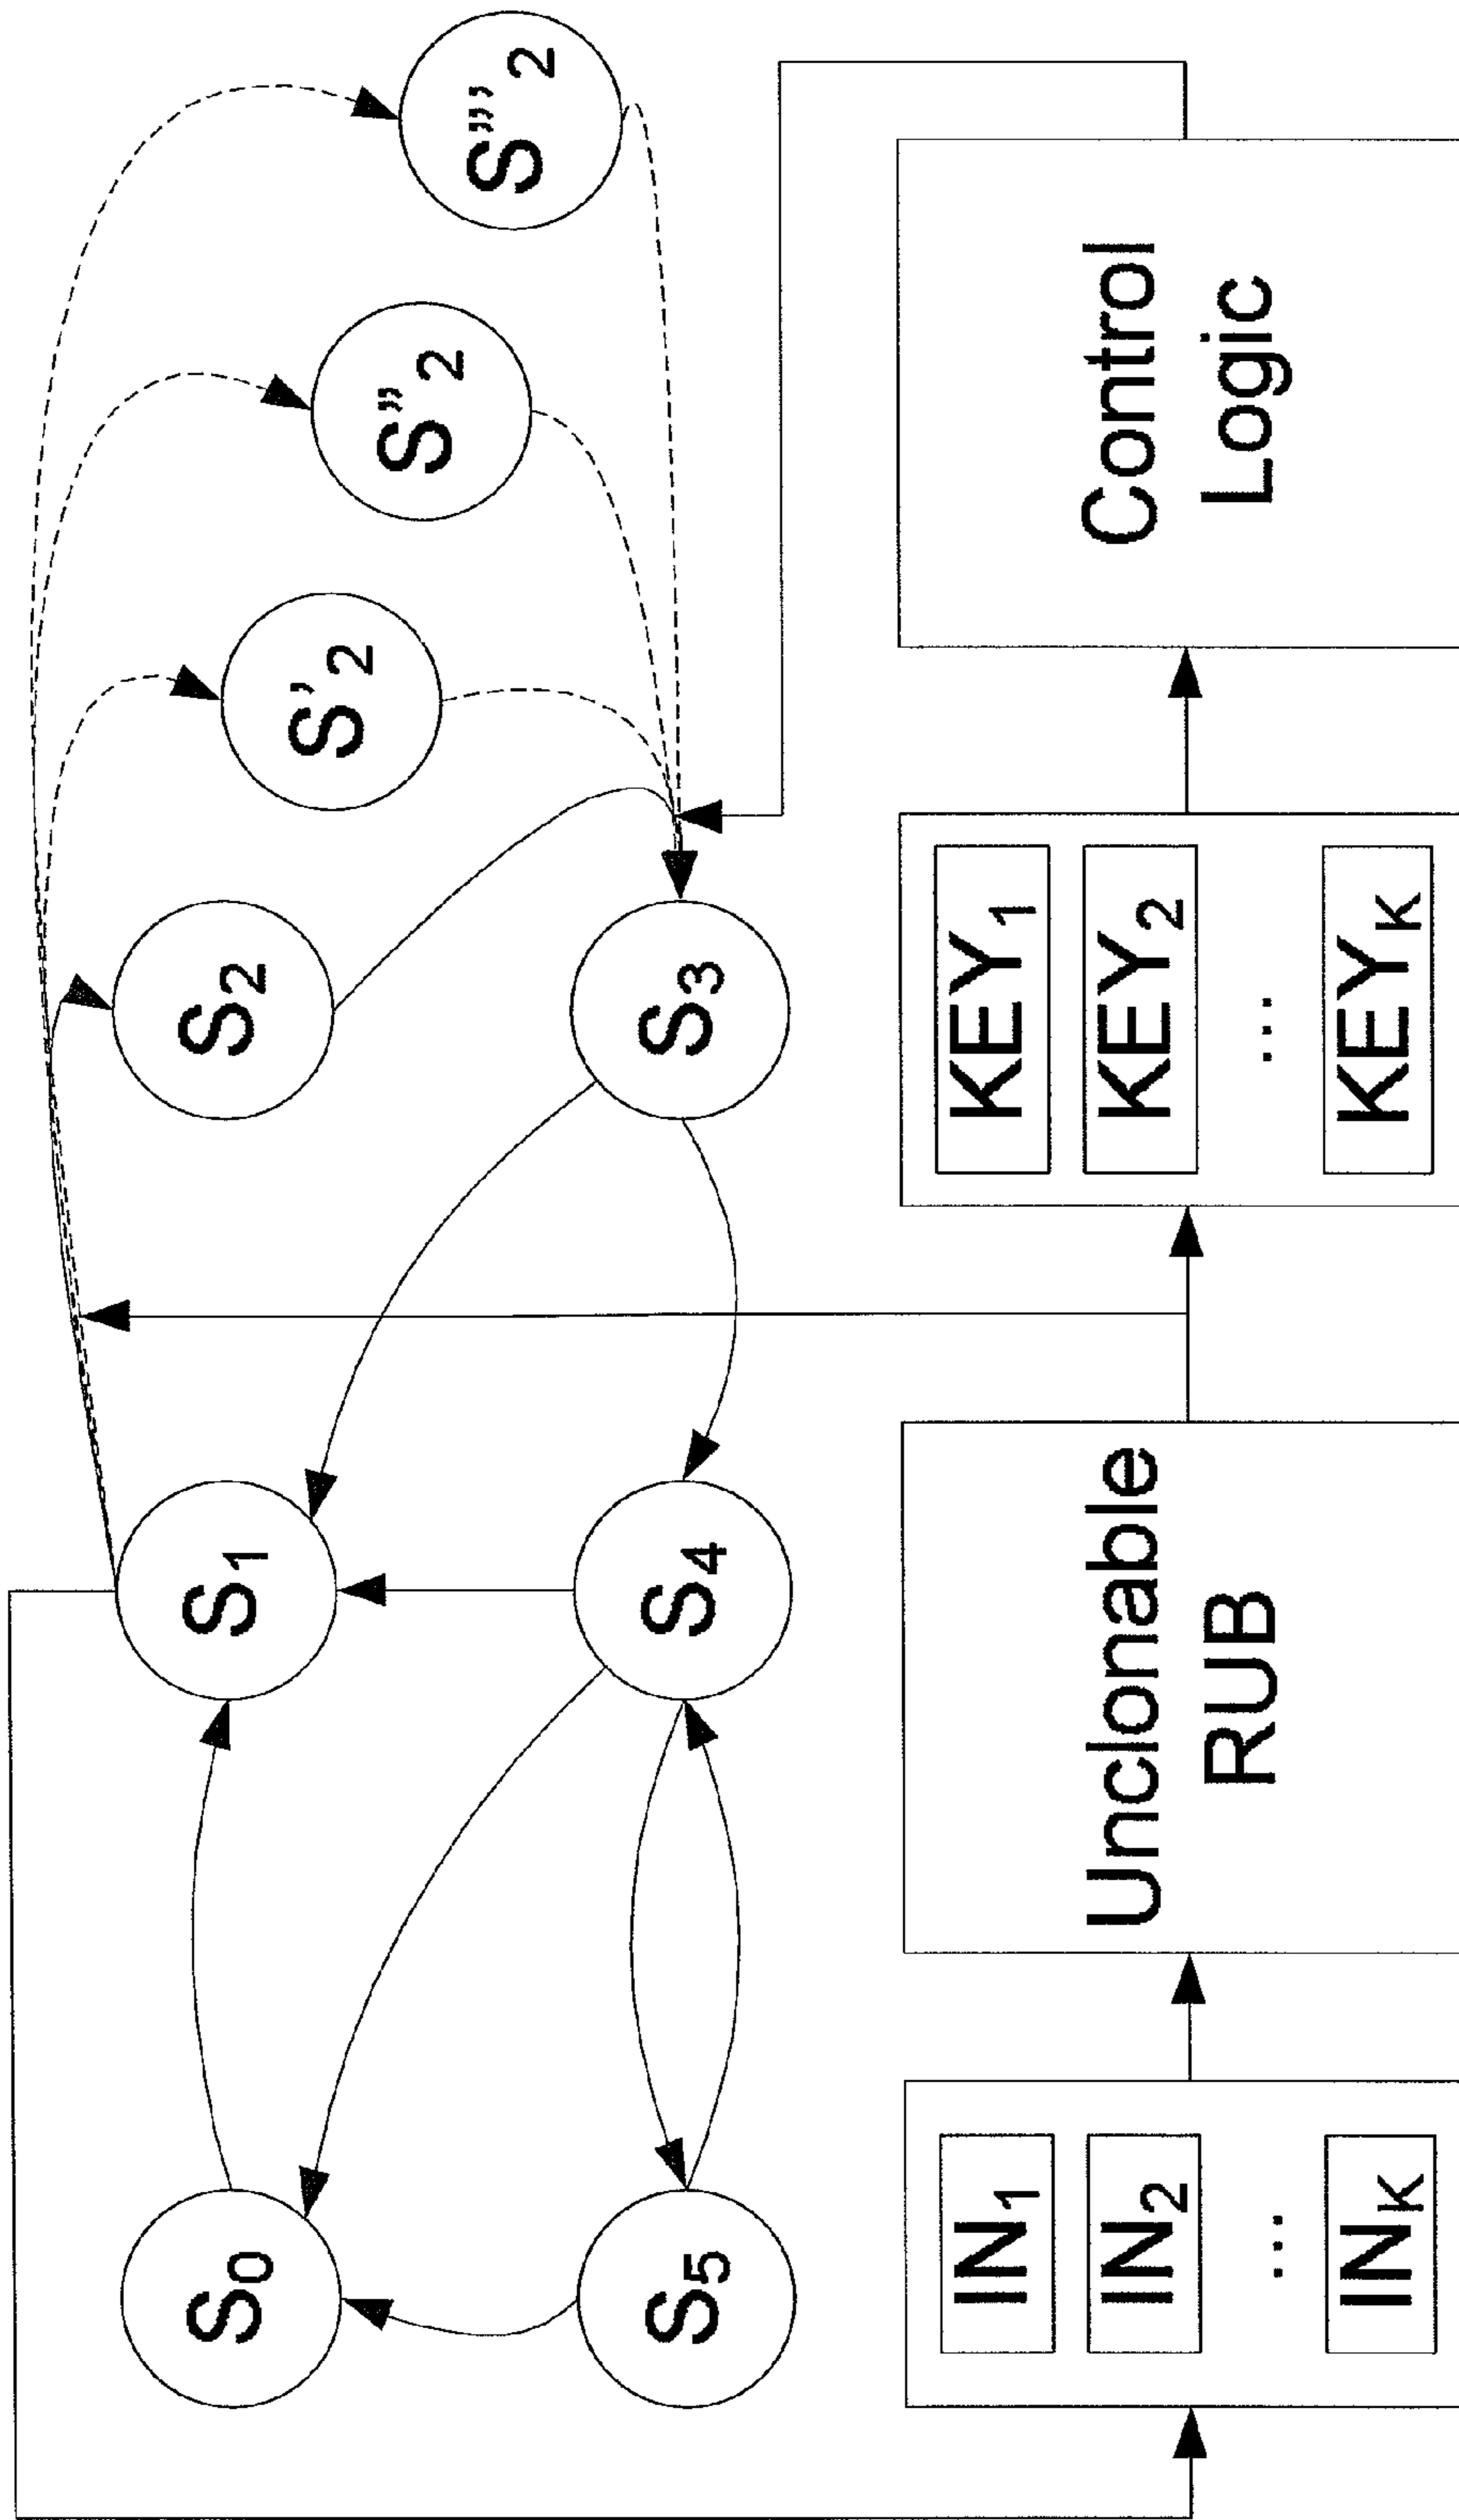 S0
S1
S2
S'2
S''2
S'''2
S5
S4
S3
IN1
IN2
...
INK
Unclonable
RUB
KEY1
KEY2
...
KEYK
Control
Logic